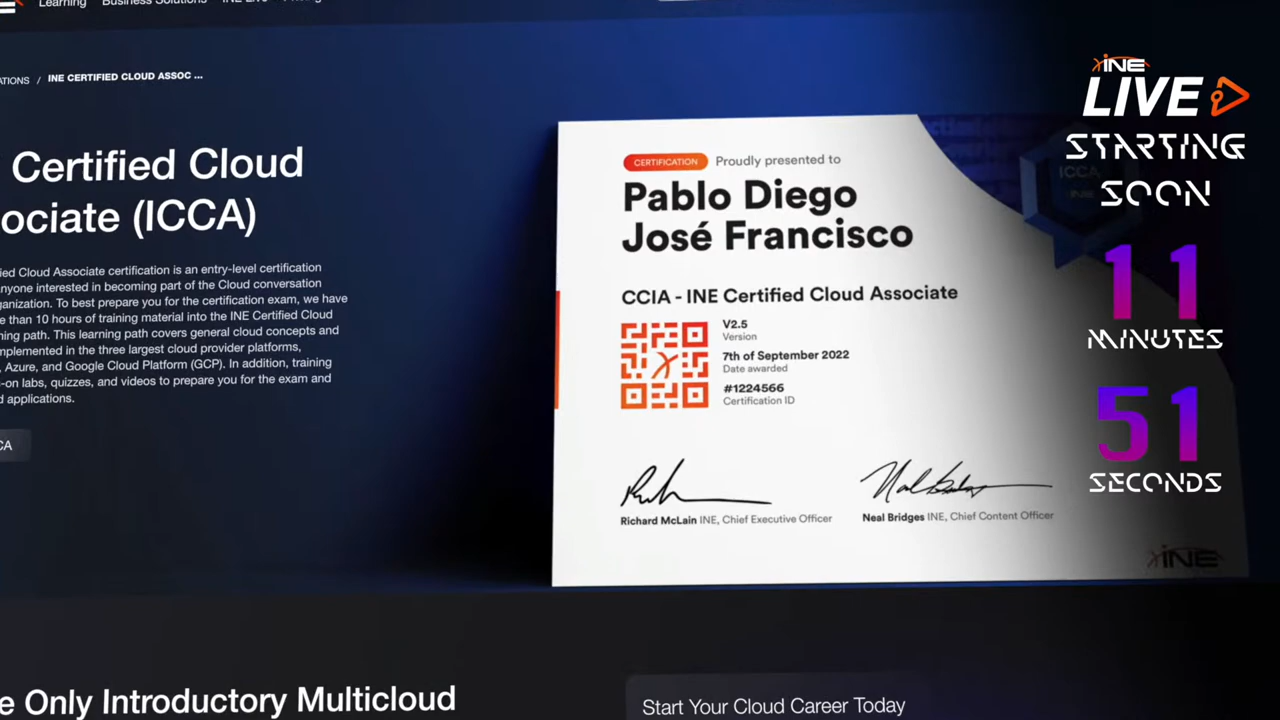 Learning Business Solutions
ATIONS / INE CERTIFIED CLOUD ASSOC ...
Certified Cloud
ociate (ICCA)
ied Cloud Associate certification is an entry-level certification
nyone interested in becoming part of the Cloud conversation
ganization. To best prepare you for the certification exam, we have
e than 10 hours of training material into the INE Certified Cloud
ning path. This learning path covers general cloud concepts and
mplemented in the three largest cloud provider platforms,
, Azure, and Google Cloud Platform (GCP). In addition, training
-on labs, quizzes, and videos to prepare you for the exam and
d applications.
CA
CERTIFICATION Proudly presented to
Pablo Diego
José Francisco
CCIA - INE Certified Cloud Associate
V2.5
Version
7th of September 2022
Date awarded
#1224566
Certification ID
Richard McLain INE, Chief Executive Officer
Neal Bridges INE, Chief Content Officer
INE
ICCA
INE
INE
LIVE
STARTING
SOON
11
MINUTES
51
SECONDS
e Only Introductory Multicloud
Start Your Cloud Career Today